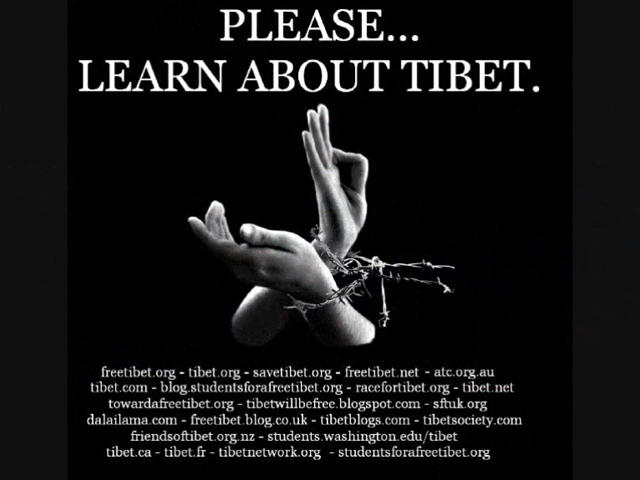 PLEASE...
LEARN ABOUT TIBET.
freetibet.org - tibet.org - savetibet.org - freetibet.net - atc.org.au
tibet.com - blog.studentsforafreetibet.org - racefortibet.org - tibet.net
towardafreetibet.org - tibetwillbefree.blogspot.com - sftuk.org
dalailama.com - freetibet.blog.co.uk - tibetblogs.com - tibetsociety.com
friendsoftibet.org.nz - students.washington.edu/tibet
tibet.ca - tibet.fr - tibetnetwork.org - studentsforafreetibet.org